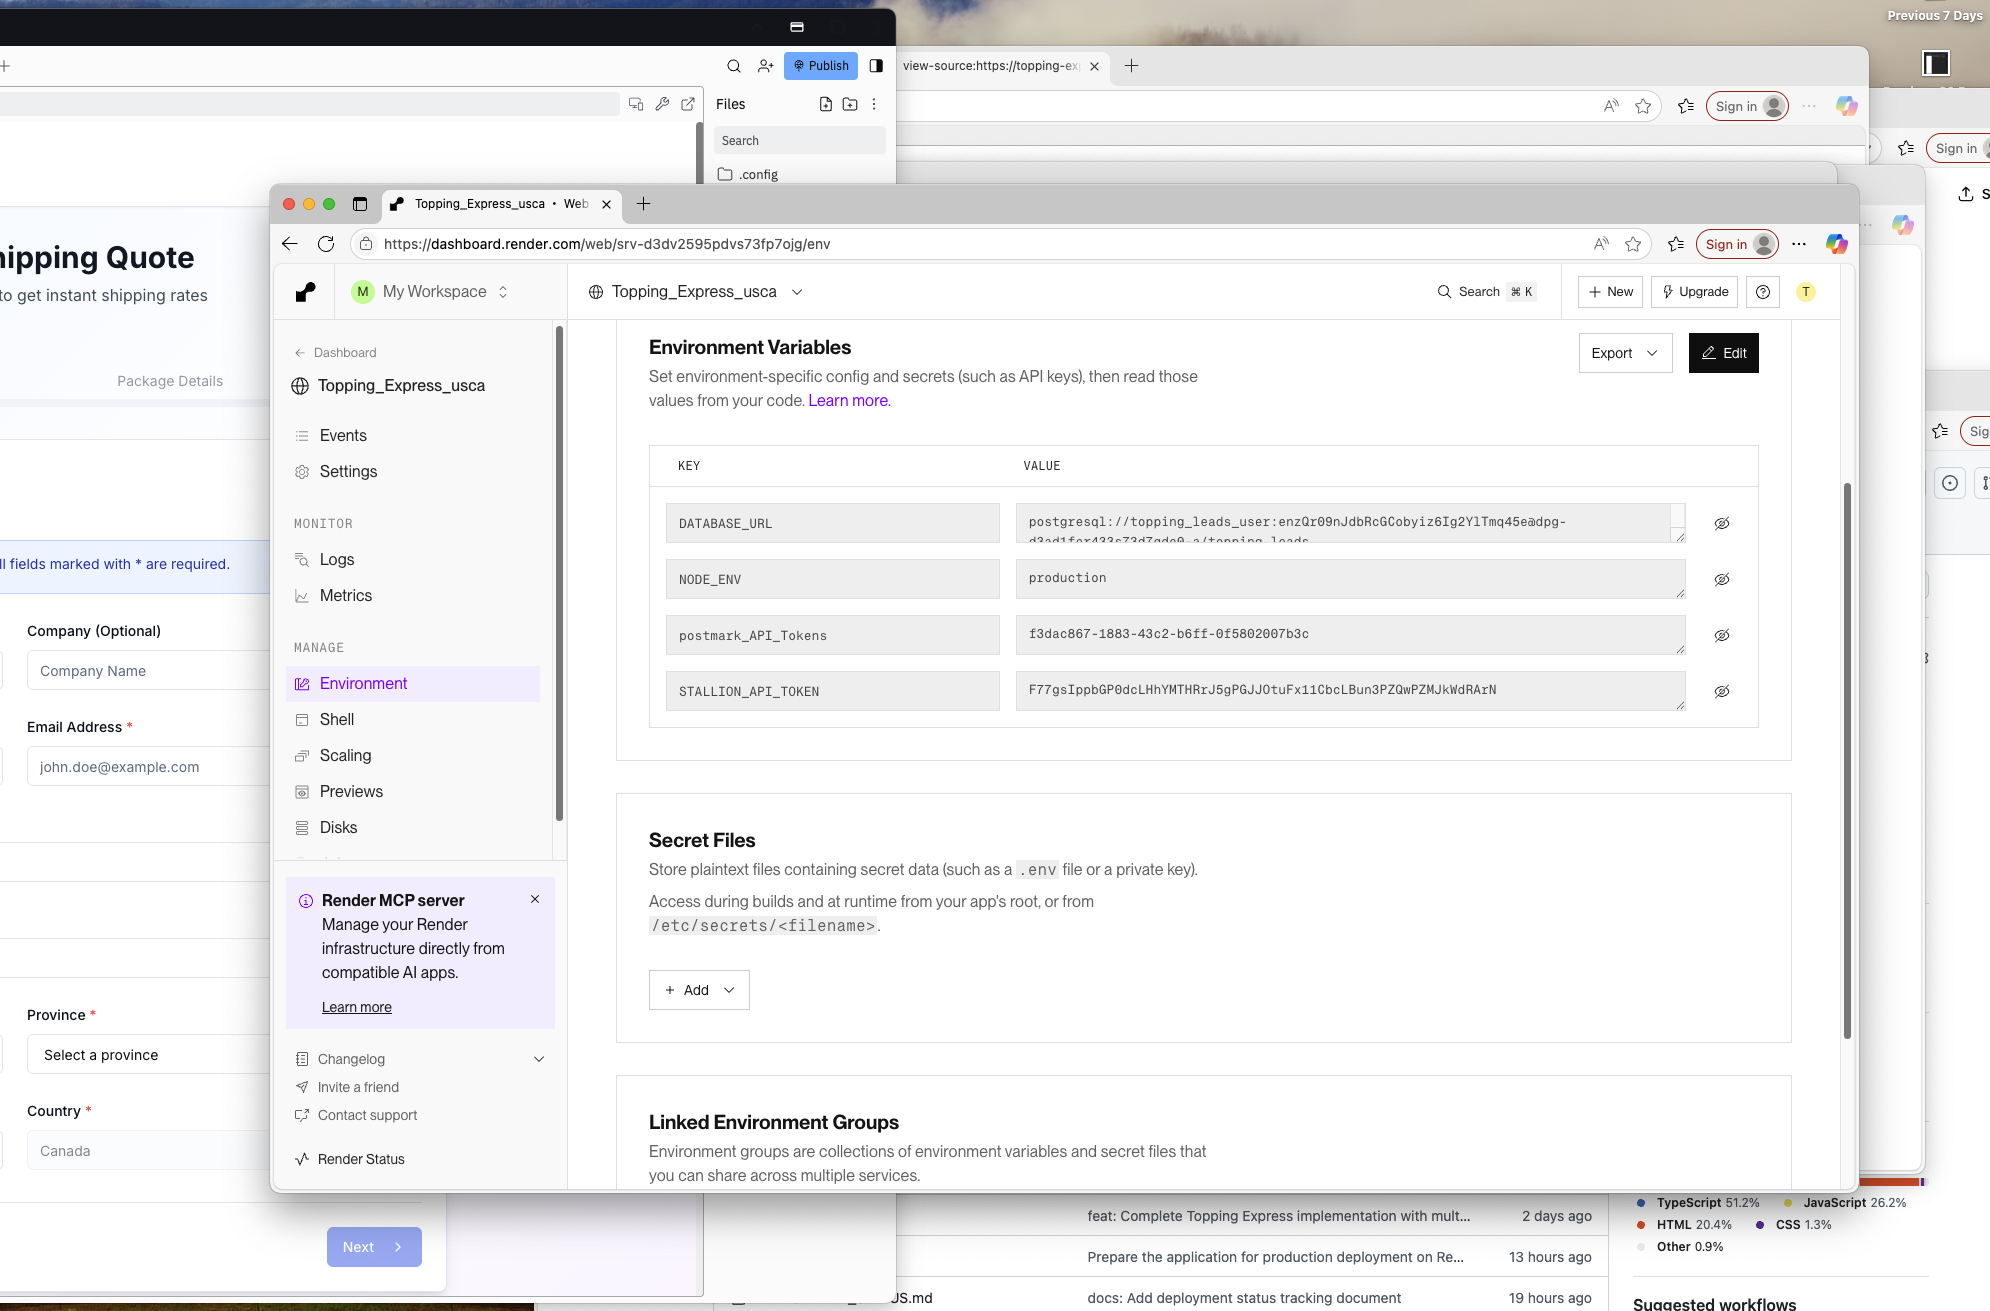 Previous 7 Days
Publish
view-source:https://topping-ex
Files
Search
.config
Sign in
Sign in
Topping_Express_usca • Web
https://dashboard.render.com/web/srv-d3dv2595pdvs73fp7ojg/env
Sign in
M My Workspace
Topping_Express_usca
Search ⌘ K
+ New
Upgrade
T
hipping Quote
to get instant shipping rates
Package Details
ll fields marked with * are required.
Company (Optional)
Company Name
Email Address *
john.doe@example.com
Province *
Select a province
Country *
Canada
Next
← Dashboard
Topping_Express_usca
Events
Settings
MONITOR
Logs
Metrics
MANAGE
Environment
Shell
Scaling
Previews
Disks
Render MCP server
Manage your Render
infrastructure directly from
compatible AI apps.
Learn more
Changelog
Invite a friend
Contact support
Render Status
Environment Variables
Set environment-specific config and secrets (such as API keys), then read those
values from your code. Learn more.
Export
Edit
KEY VALUE
DATABASE_URL postgresql://topping_leads_user:enzQr09nJdbRcGCobyiz6Ig2YlTmq45e@dpg-
NODE_ENV production
postmark_API_Tokens f3dac867-1883-43c2-b6ff-0f5802007b3c
STALLION_API_TOKEN F77gsIppbGP0dcLHhYMTHRrJ5gPGJJOtuFx11CbcLBun3PZQwPZMJkWdRArN
Secret Files
Store plaintext files containing secret data (such as a .env file or a private key).
Access during builds and at runtime from your app's root, or from
/etc/secrets/<filename>.
+ Add
Linked Environment Groups
Environment groups are collections of environment variables and secret files that
you can share across multiple services.
feat: Complete Topping Express implementation with mult... 2 days ago
Prepare the application for production deployment on Re... 13 hours ago
US.md docs: Add deployment status tracking document 19 hours ago
TypeScript 51.2% JavaScript 26.2%
HTML 20.4% CSS 1.3%
Other 0.9%
Suggested workflows
Sig